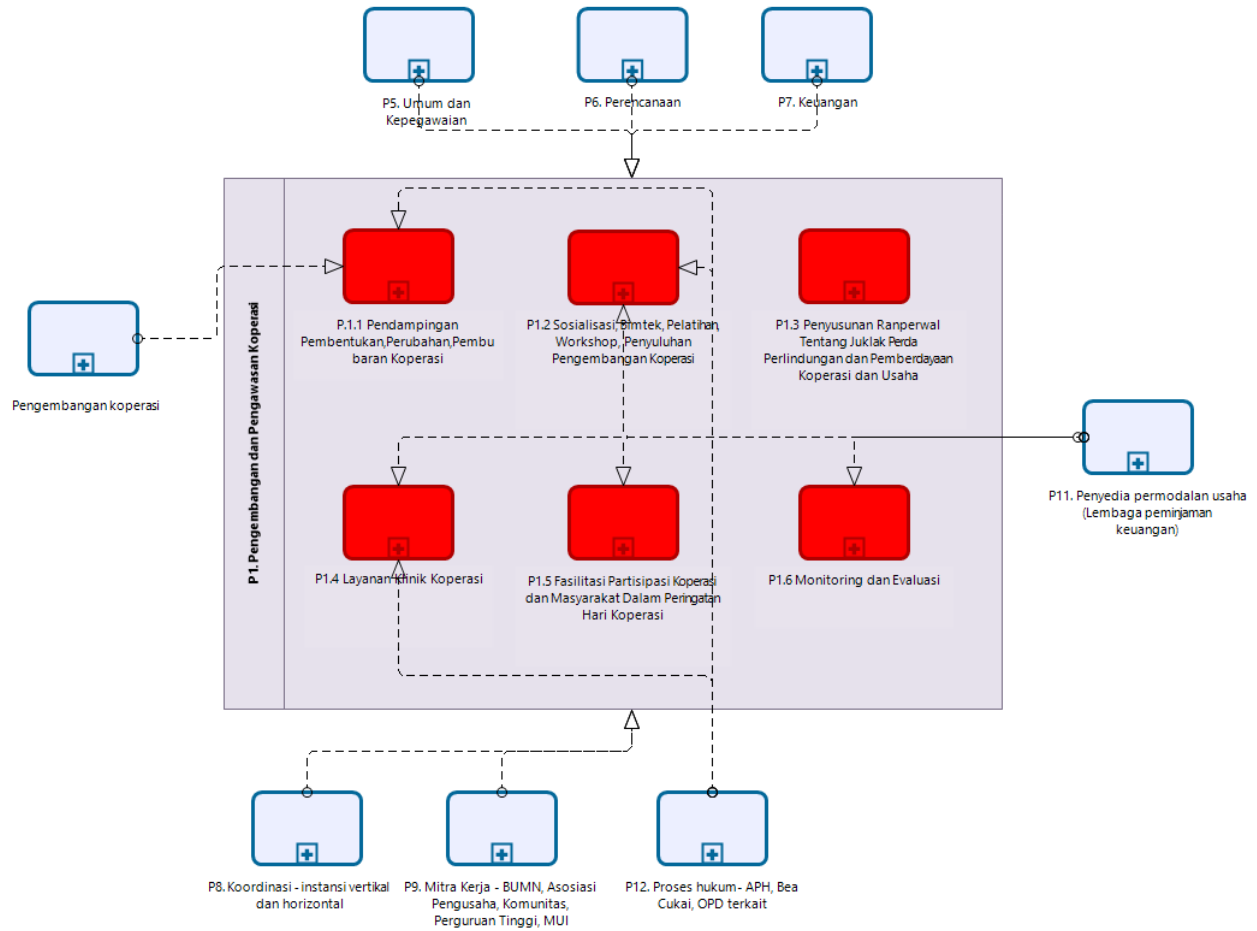 P5. Umum dan
Kepegawaian
P6. Perencanaan
P7. Keuangan
P1.Pengembangan dan Pengawasan Koperasi
P.1.1 Pendampingan
Pembentukan,Perubahan,Pembu
baran Koperasi
P1.2 Sosialisasi, Bimtek, Pelatihan,
Workshop, Penyuluhan
Pengembangan Koperasi
P1.3 Penyusunan Ranperwal
Tentang Juklak Perda
Perlindungan dan Pemberdayaan
Koperasi dan Usaha
Pengembangan koperasi
P11. Penyedia permodalan usaha
(Lembaga peminjaman
keuangan)
P1.4 Layanan Klinik Koperasi
P1.5 Fasilitasi Partisipasi Koperasi
dan Masyarakat Dalam Peringatan
Hari Koperasi
P1.6 Monitoring dan Evaluasi
P8. Koordinasi - instansi vertikal
dan horizontal
P9. Mitra Kerja - BUMN, Asosiasi
Pengusaha, Komunitas,
Perguruan Tinggi, MUI
P12. Proses hukum- APH, Bea
Cukai, OPD terkait